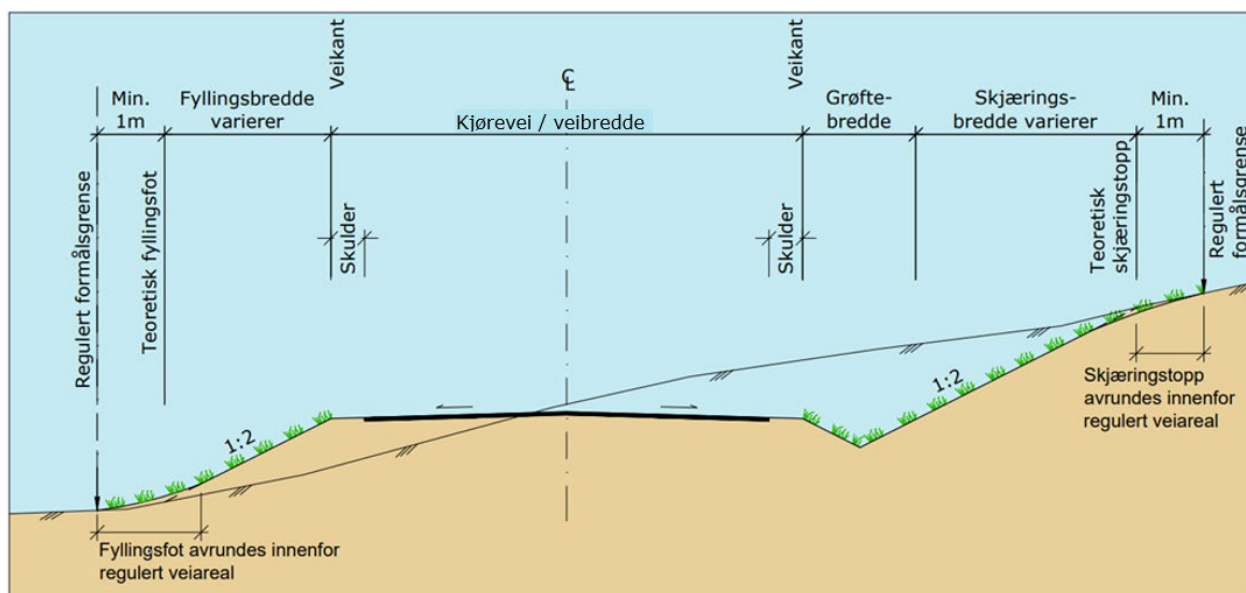 Veikant
Veikant
℄
Min.
1m
Fyllingsbredde
varierer
Kjørevei / veibredde
Grøfte-
bredde
Skjærings-
bredde varierer
Min.
1m
Regulert formålsgrense
Teoretisk fyllingsfot
Skulder
Skulder
Teoretisk
skjæringstopp
Regulert
formålsgrense
1:2
1:2
Skjæringstopp
avrundes innenfor
regulert veiareal
Fyllingsfot avrundes innenfor
regulert veiareal